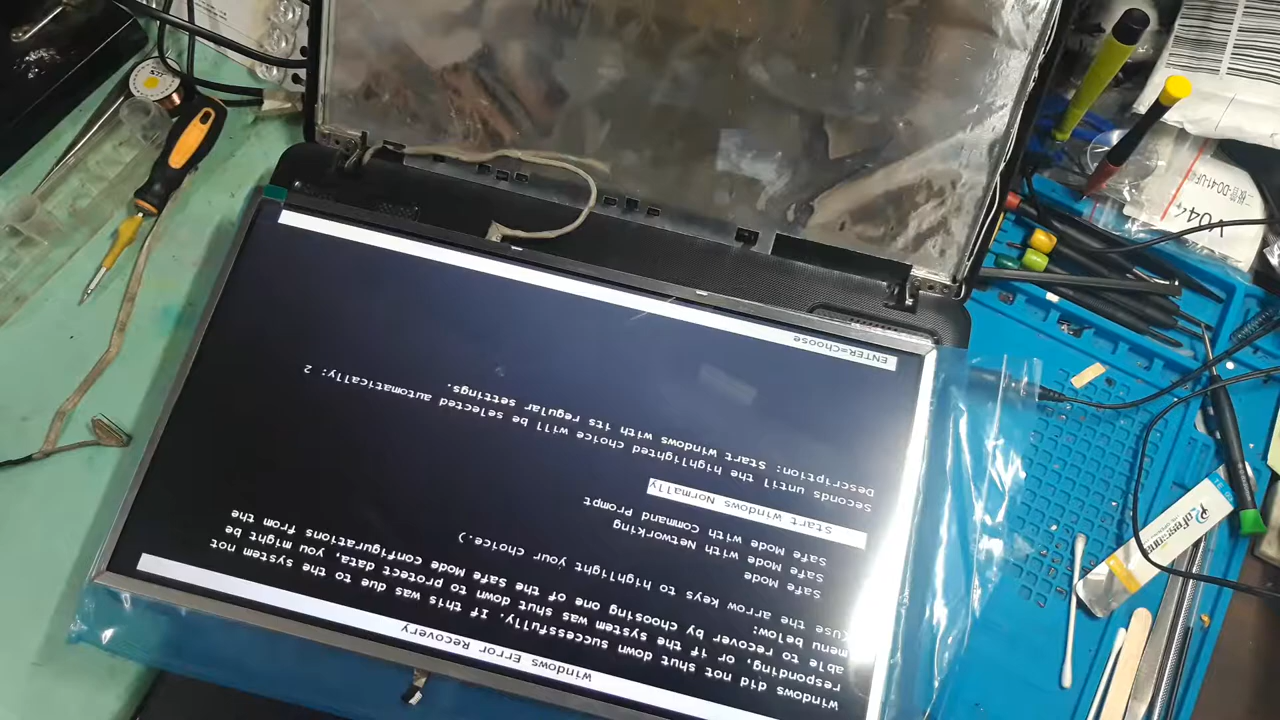 Windows Error Recovery
Windows did not shut down successfully. If this was due to the system not
responding, or if the system was shut down to protect data, you might be
able to recover by choosing one of the Safe Mode configurations from the
menu below:
(Use the arrow keys to highlight your choice.)
Safe Mode
Safe Mode with Networking
Safe Mode with Command Prompt
Start Windows Normally
Seconds until the highlighted choice will be selected automatically: 2
Description: Start Windows with its regular settings.
ENTER=Choose